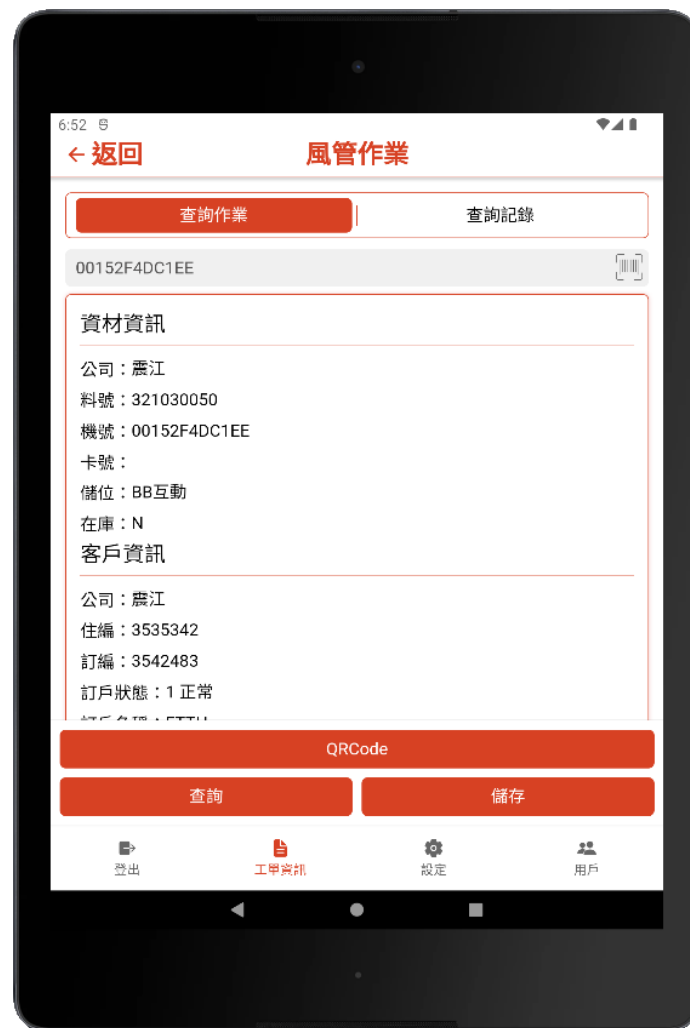 6:52
← 返回
風管作業
查詢作業
查詢記錄
00152F4DC1EE
資材資訊
公司：震江
料號：321030050
機號：00152F4DC1EE
卡號：
儲位：BB互動
在庫：N
客戶資訊
公司：震江
住編：3535342
訂編：3542483
訂戶狀態：1 正常
QRCode
查詢
儲存
登出
工單資訊
設定
用戶